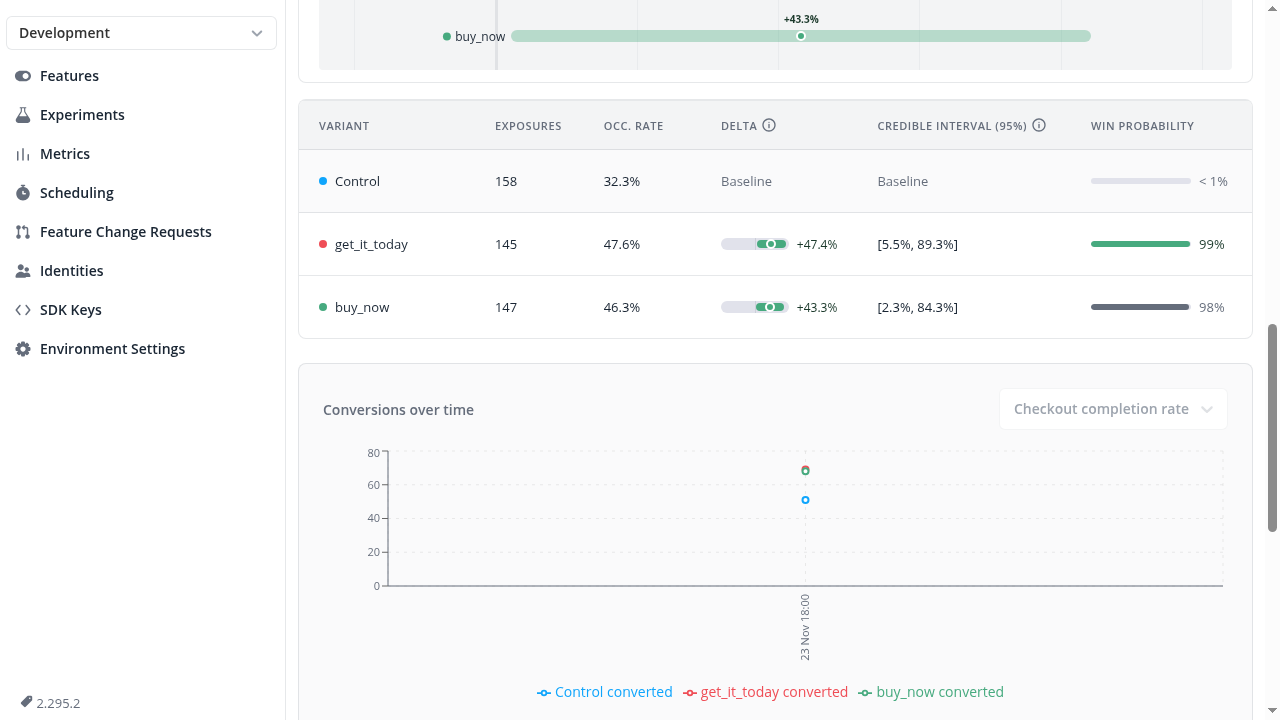 Development
Features
Experiments
Metrics
Scheduling
Feature Change Requests
Identities
SDK Keys
Environment Settings
2.295.2
+43.3%
buy_now
VARIANT EXPOSURES OCC. RATE DELTA CREDIBLE INTERVAL (95%) WIN PROBABILITY
Control 158 32.3% Baseline Baseline < 1%
get_it_today 145 47.6% +47.4% [5.5%, 89.3%] 99%
buy_now 147 46.3% +43.3% [2.3%, 84.3%] 98%
Conversions over time
Checkout completion rate
80
60
40
20
0
23 Nov 18:00
Control converted get_it_today converted buy_now converted